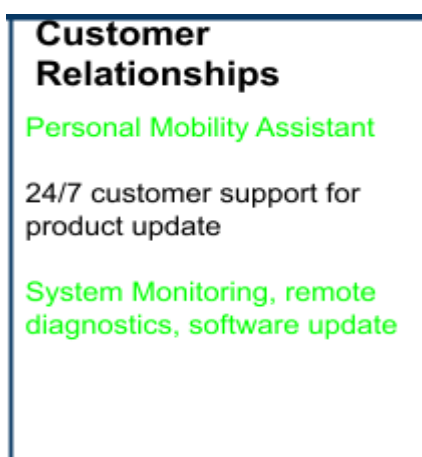 Customer
Relationships
Personal Mobility Assistant
24/7 customer support for
product update
System Monitoring, remote
diagnostics, software update